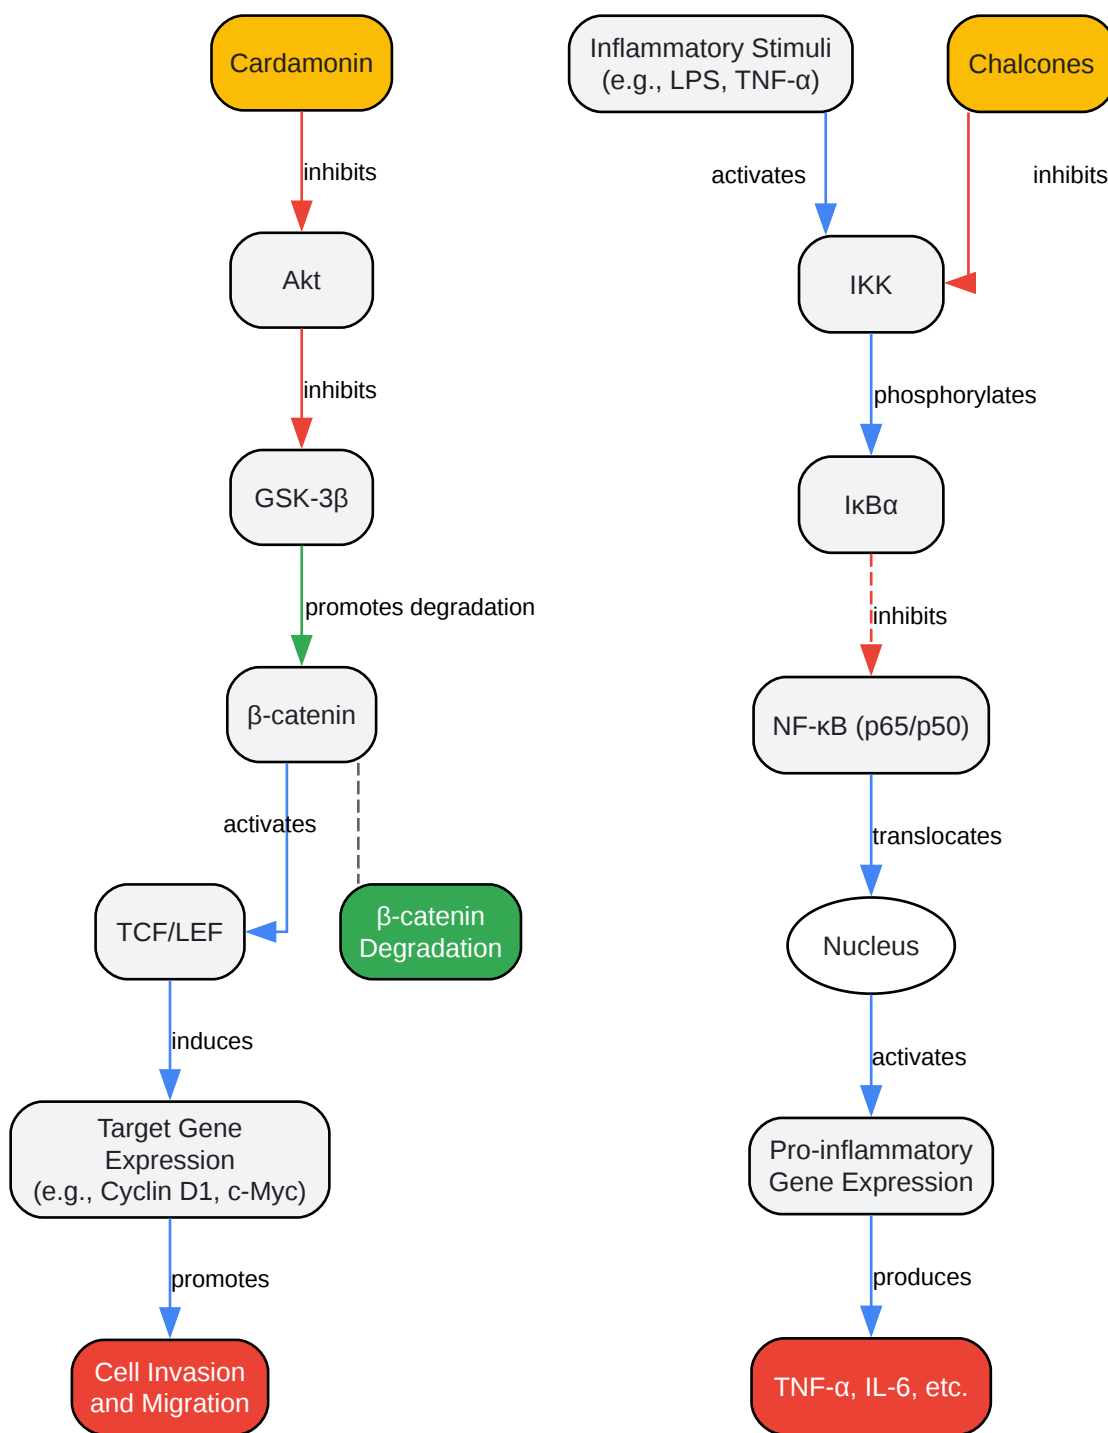 Cardamonin
inhibits
Akt
inhibits
GSK-3β
promotes degradation
β-catenin
activates
TCF/LEF
β-catenin
Degradation
induces
Target Gene
Expression
(e.g., Cyclin D1, c-Myc)
promotes
Cell Invasion
and Migration
Inflammatory Stimuli
(e.g., LPS, TNF-α)
Chalcones
activates
inhibits
IKK
phosphorylates
IκBα
inhibits
NF-κB (p65/p50)
translocates
Nucleus
activates
Pro-inflammatory
Gene Expression
produces
TNF-α, IL-6, etc.